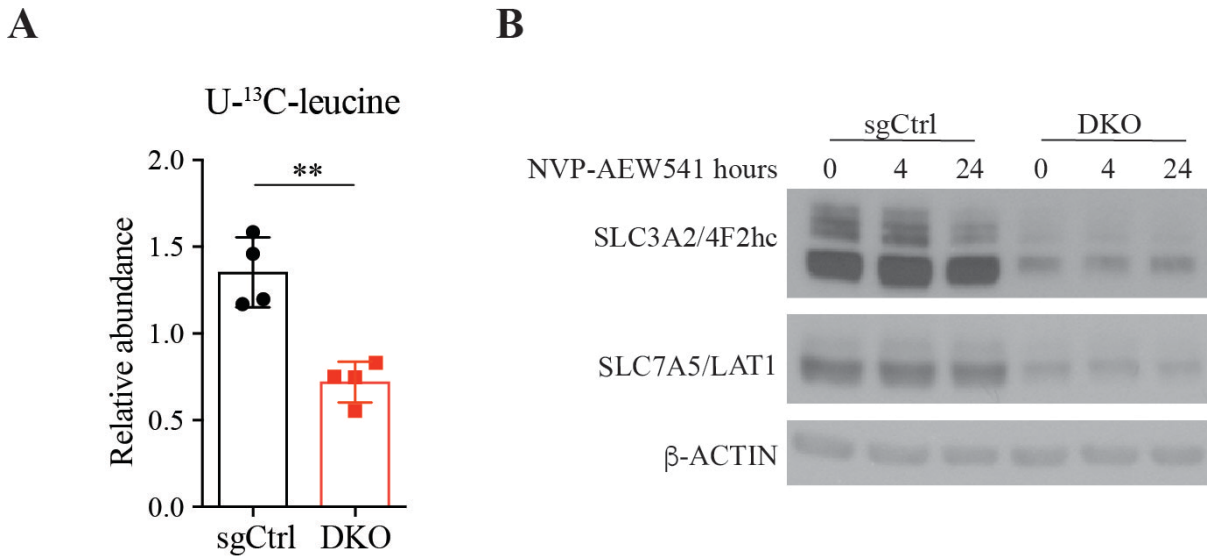 A
B
U-¹³C-leucine
**
Relative abundance
2.0
1.5
1.0
0.5
0.0
sgCtrl DKO
sgCtrl DKO
NVP-AEW541 hours 0 4 24 0 4 24
SLC3A2/4F2hc
SLC7A5/LAT1
β-ACTIN